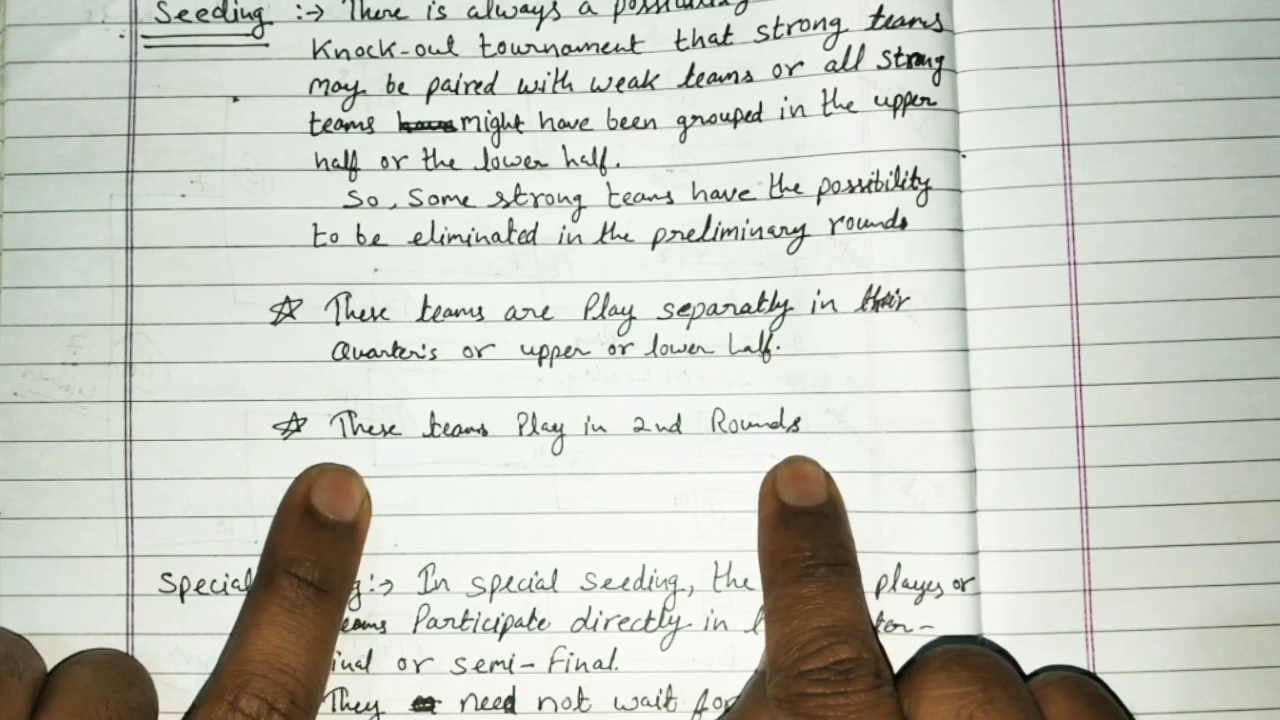 Seeding :→ There is always a possibility
Knock-out tournament that strong teams
may be paired with weak teams or all strong
teams might have been grouped in the upper
half or the lower half.
So, Some strong teams have the possibility
to be eliminated in the preliminary rounds
☆ These teams are Play separatly in their
Quarter's or upper or lower half.
☆ These teams Play in 2nd Rounds
Special g:→ In special seeding, the players or
eams Participate directly in
inal or semi-final.
They need not wait for